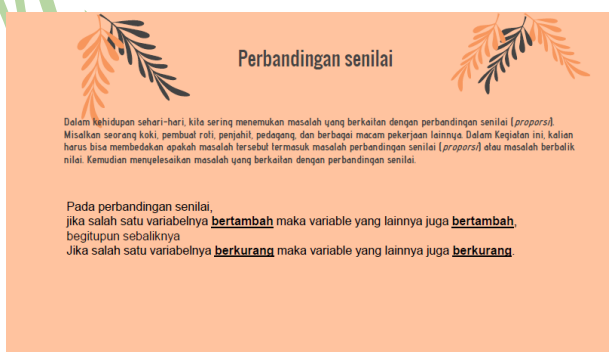 Perbandingan senilai
Dalam kehidupan sehari-hari, kita sering menemukan masalah yang berkaitan dengan perbandingan senilai (proporsi).
Misalkan seorang koki, pembuat roti, penjahit, pedagang, dan berbagai macam pekerjaan lainnya. Dalam Kegiatan ini, kalian
harus bisa membedakan apakah masalah tersebut termasuk masalah perbandingan senilai (proporsi) atau masalah berbalik
nilai. Kemudian menyelesaikan masalah yang berkaitan dengan perbandingan senilai.
Pada perbandingan senilai,
jika salah satu variabelnya bertambah maka variable yang lainnya juga bertambah,
begitupun sebaliknya
Jika salah satu variabelnya berkurang maka variable yang lainnya juga berkurang.